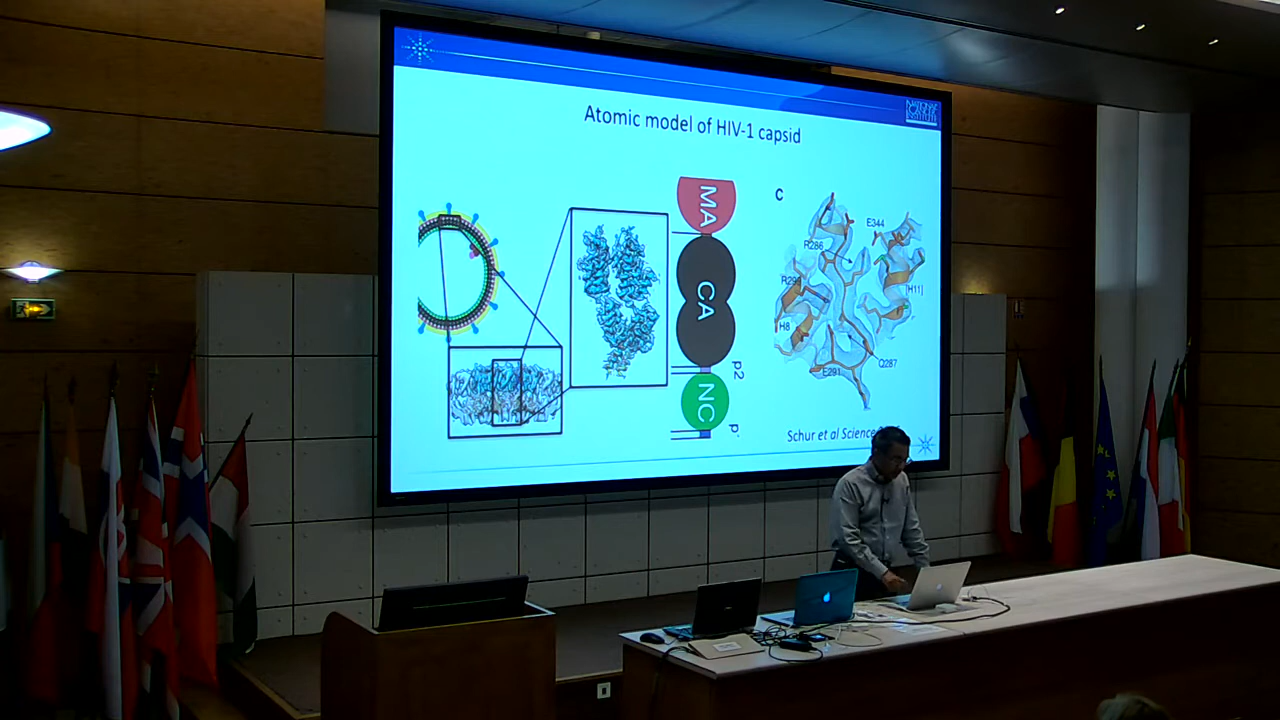 Atomic model of HIV-1 capsid
MA
CA
p2
NC
C
E344
R286
R299
H11
H8
Q287
E291
Schur et al Science